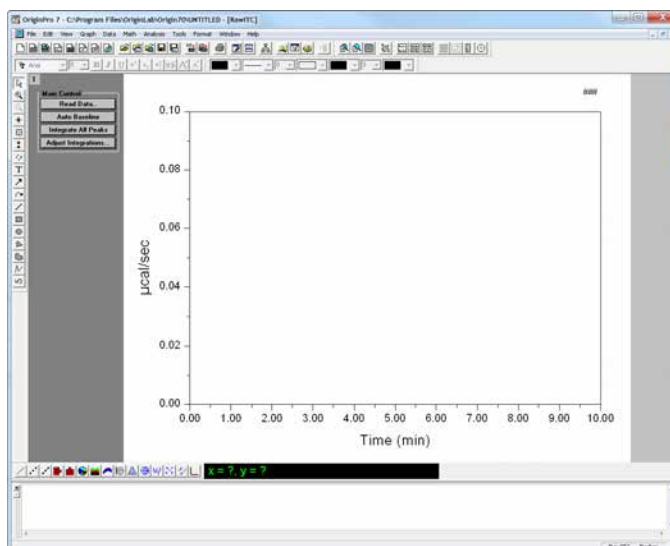 OriginPro 7 - C:\Program Files\OriginLab\Origin70\UNTITLED - [RawITC]
File Edit View Graph Data Math Analysis Tools Format Window Help
Arial
1
Main Control
Read Data...
Auto Baseline
Integrate All Peaks
Adjust Integrations...
###
0.10
0.08
0.06
0.04
0.02
0.00
µcal/sec
0.00 1.00 2.00 3.00 4.00 5.00 6.00 7.00 8.00 9.00 10.00
Time (min)
x = ?, y = ?